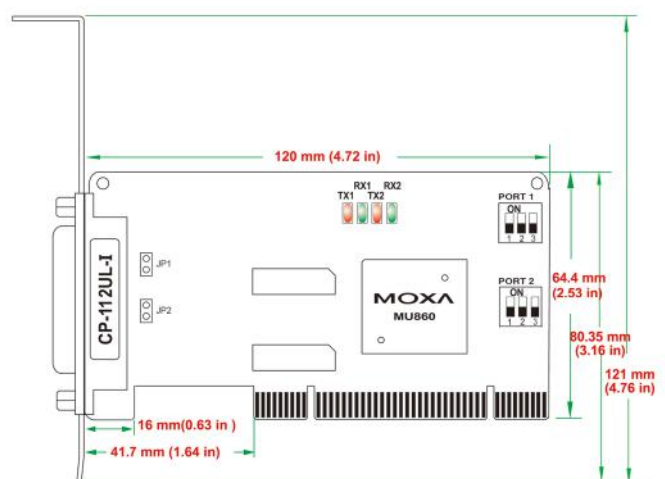 120 mm (4.72 in)
RX1 RX2
TX1 TX2
PORT 1
ON
1 2 3
JP1
CP-112UL-I
64.4 mm
(2.53 in)
PORT 2
ON
1 2 3
MOXA
MU860
JP2
80.35 mm
(3.16 in)
121 mm
(4.76 in)
16 mm(0.63 in )
41.7 mm (1.64 in)